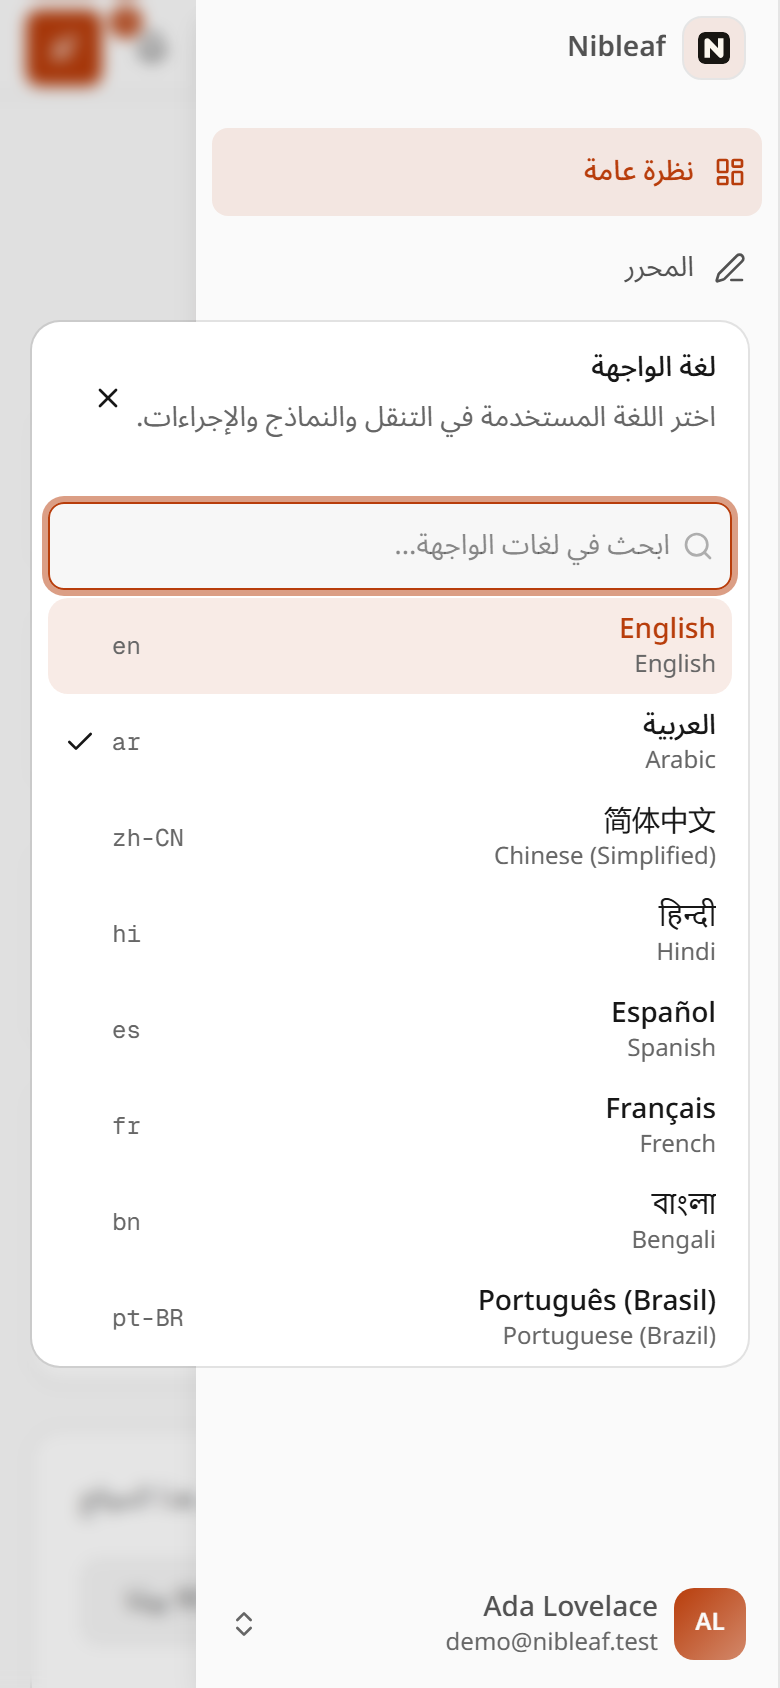 Nibleaf
نظرة عامة
المحرر
لغة الواجهة
اختر اللغة المستخدمة في التنقل والنماذج والإجراءات.
ابحث في لغات الواجهة...
English
English
en
العربية
Arabic
ar
简体中文
Chinese (Simplified)
zh-CN
हिन्दी
Hindi
hi
Español
Spanish
es
Français
French
fr
বাংলা
Bengali
bn
Português (Brasil)
Portuguese (Brazil)
pt-BR
Ada Lovelace
demo@nibleaf.test
AL